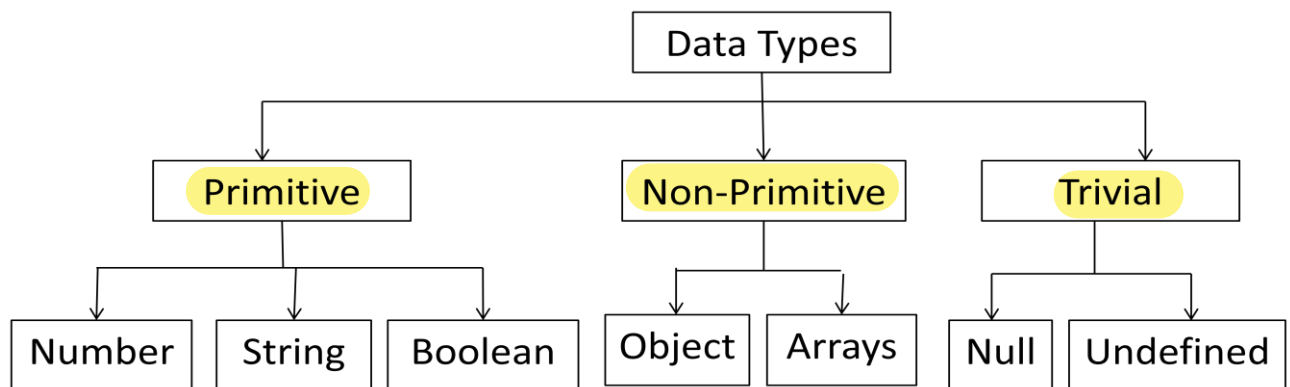 Data Types
Primitive
Non-Primitive
Trivial
Number
String
Boolean
Object
Arrays
Null
Undefined